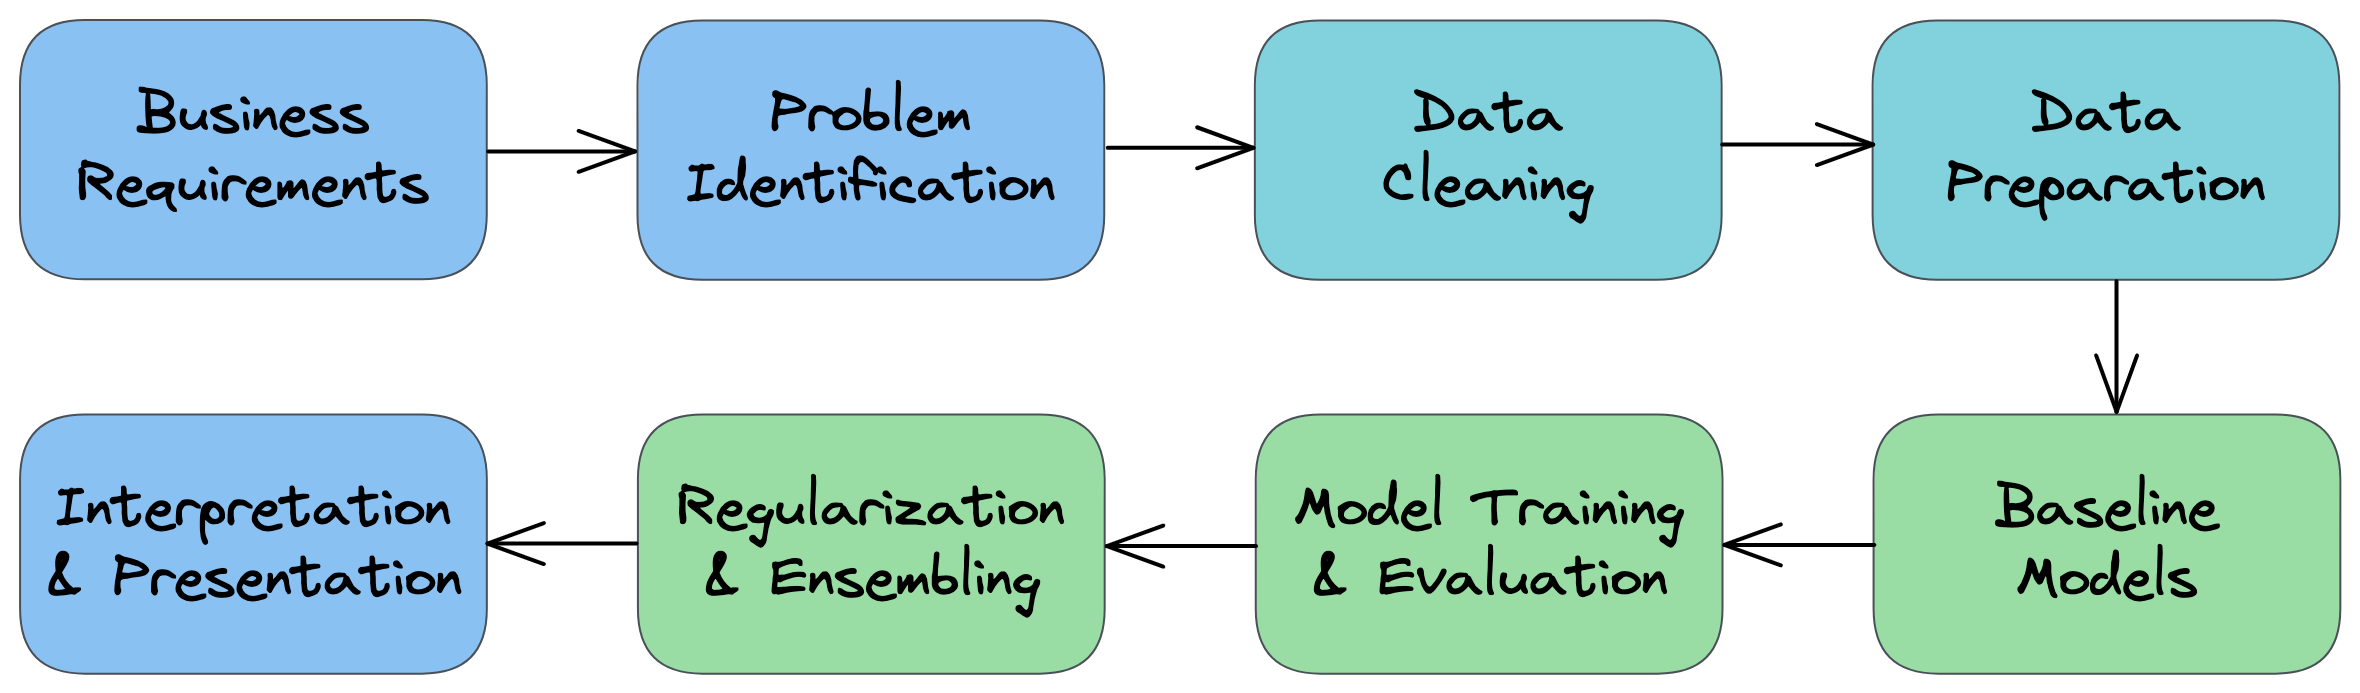 Business
Requirements
Problem
Identification
Data
Cleaning
Data
Preparation
Baseline
Models
Model Training
& Evaluation
Regularization
& Ensembling
Interpretation
& Presentation